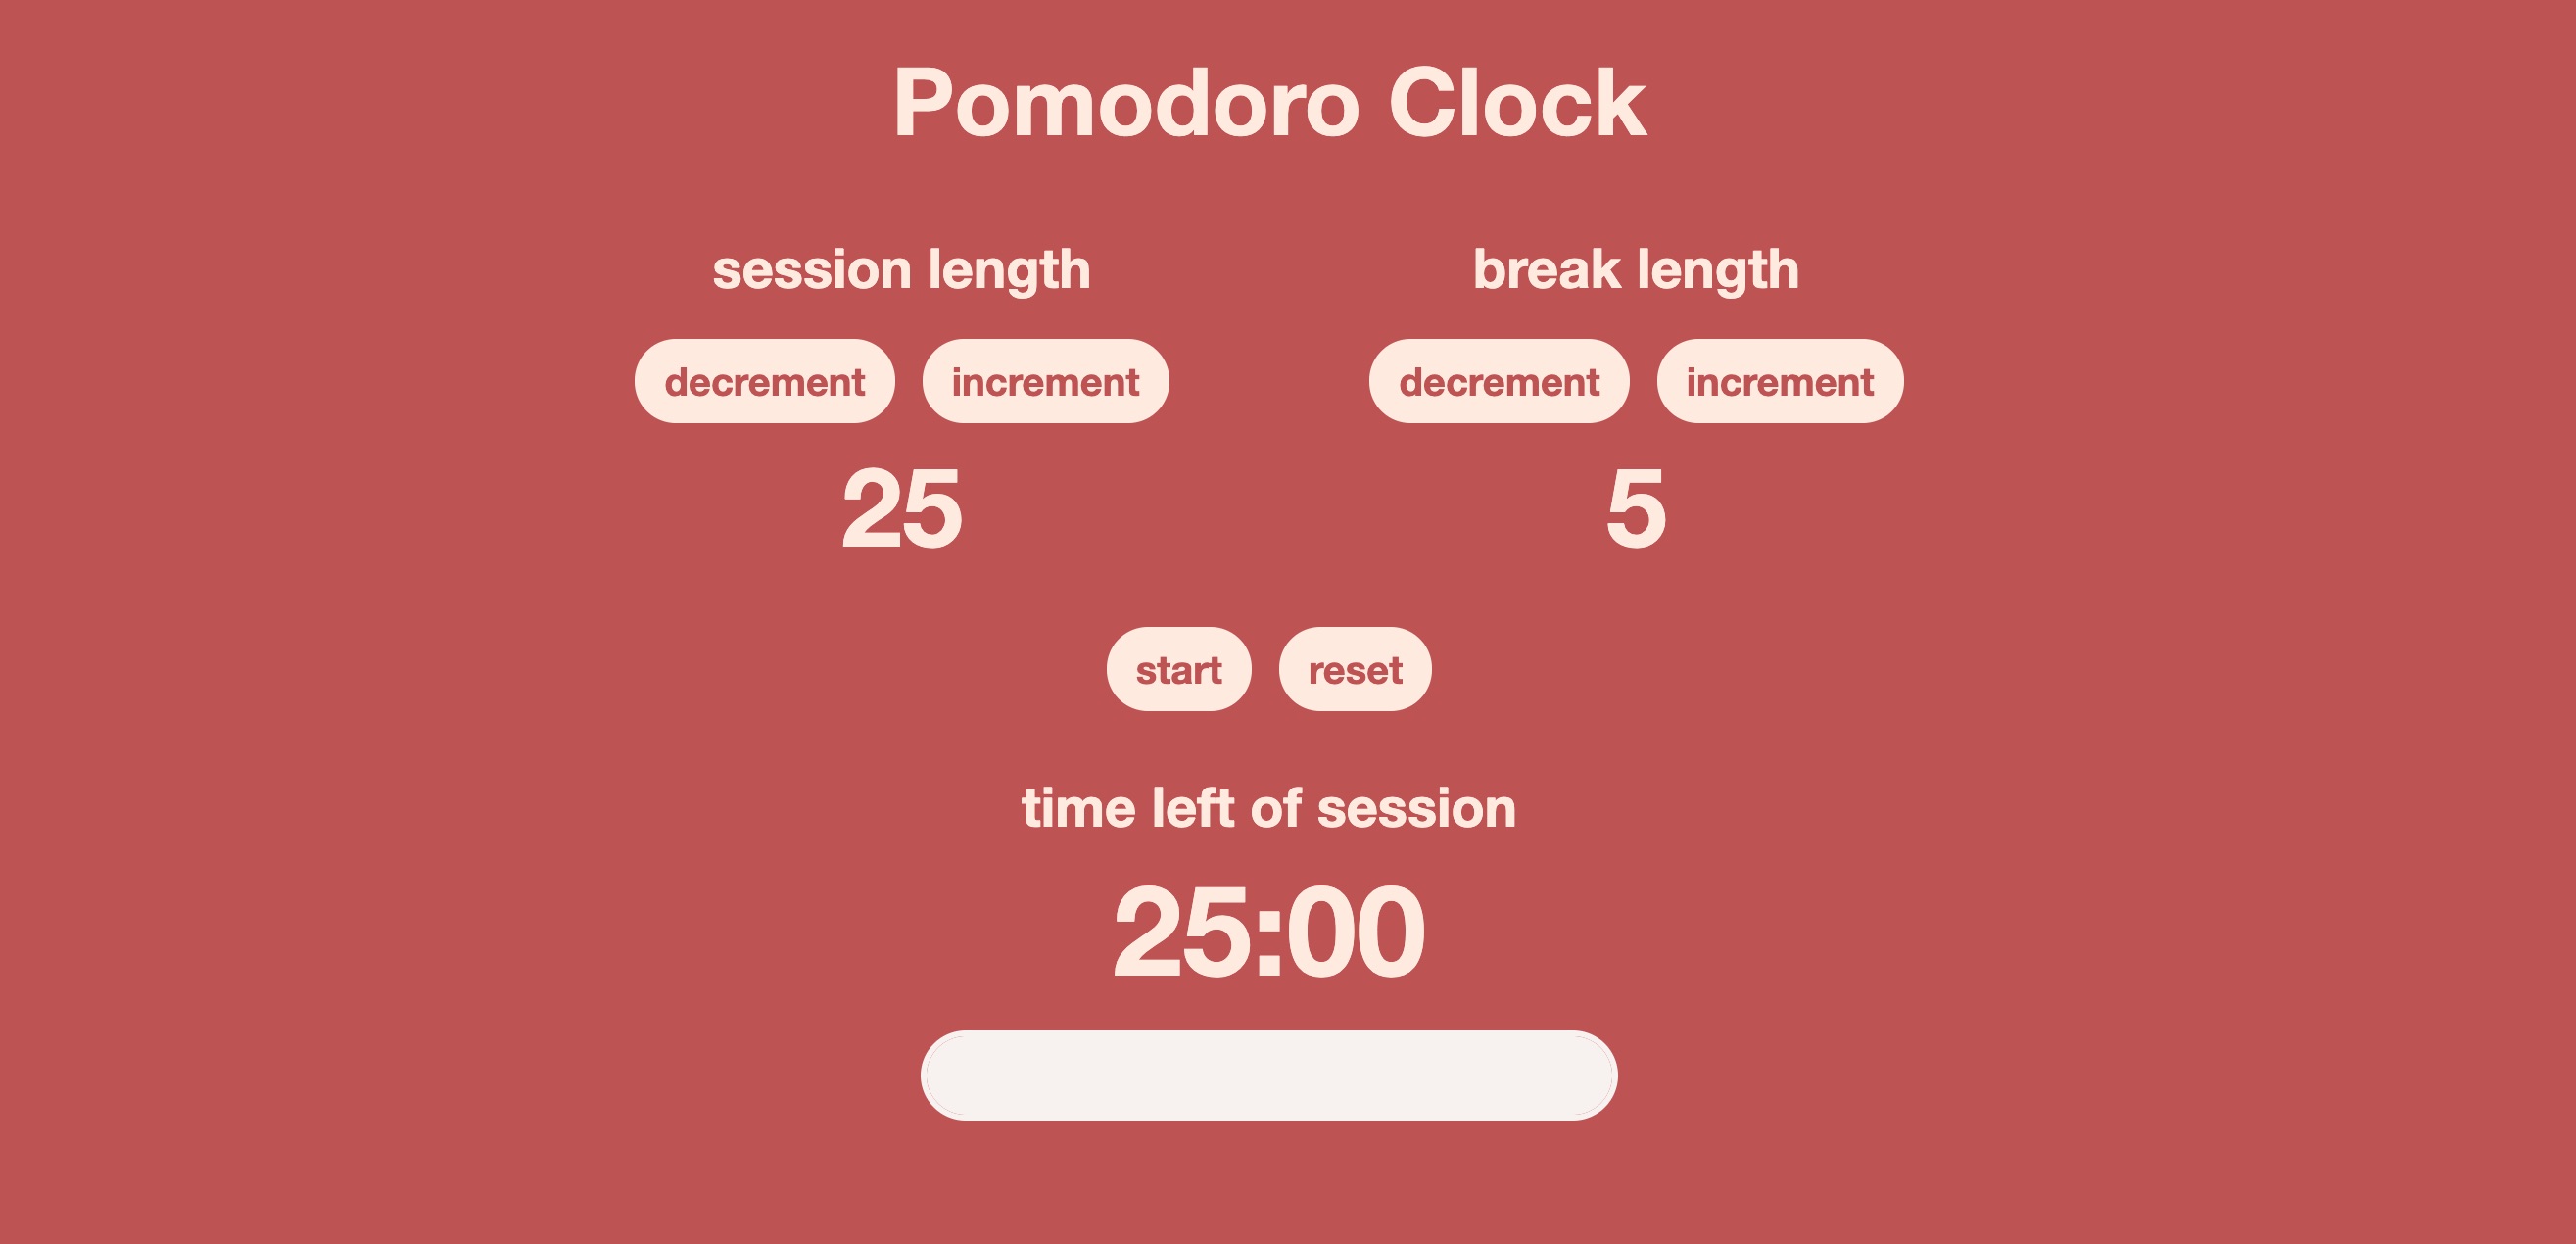 Pomodoro Clock
session length
break length
decrement
increment
decrement
increment
25
5
start
reset
time left of session
25:00